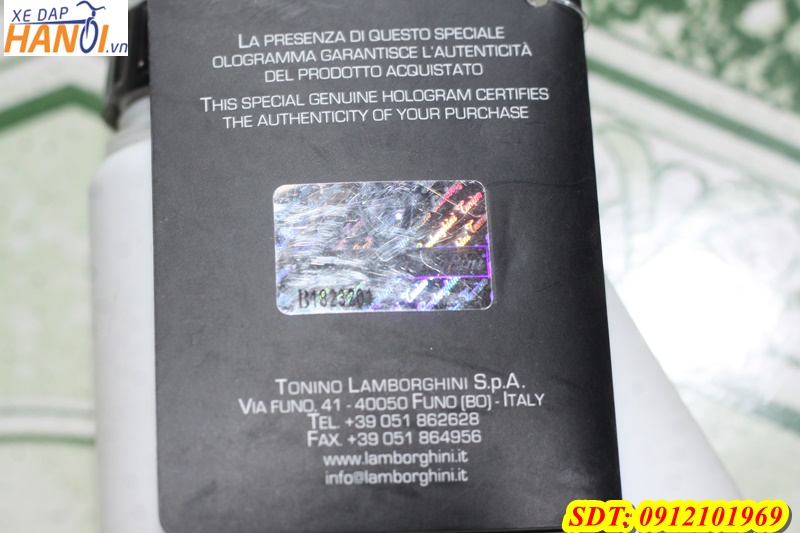 XE DAP
HANOI.vn
LA PRESENZA DI QUESTO SPECIALE
OLOGRAMMA GARANTISCE L'AUTENTICITÀ
DEL PRODOTTO ACQUISTATO
THIS SPECIAL GENUINE HOLOGRAM CERTIFIES
THE AUTHENTICITY OF YOUR PURCHASE
TONINO LAMBORGHINI S.p.A.
VIA FUNO, 41 - 40050 FUNO (BO) - ITALY
TEL. +39 051 862628
FAX. +39 051 864956
www.lamborghini.it
info@lamborghini.it
SDT: 0912101969